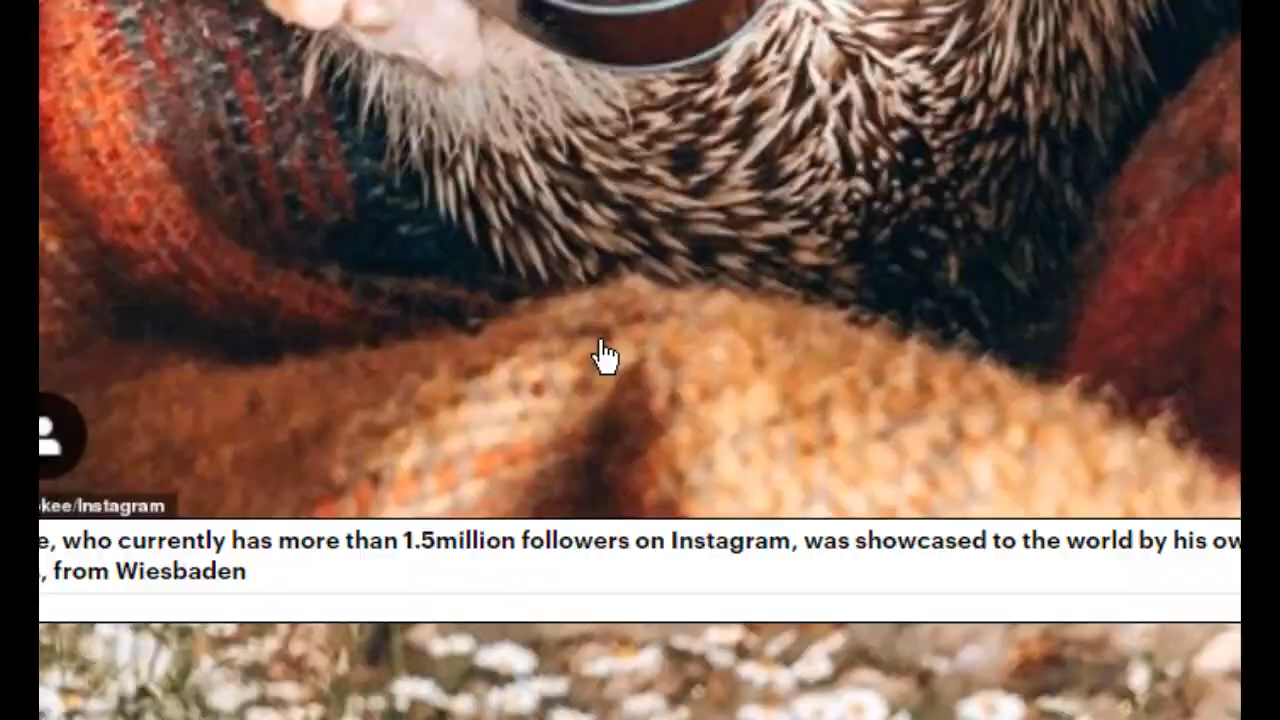 kee/Instagram
e, who currently has more than 1.5million followers on Instagram, was showcased to the world by his ow
, from Wiesbaden